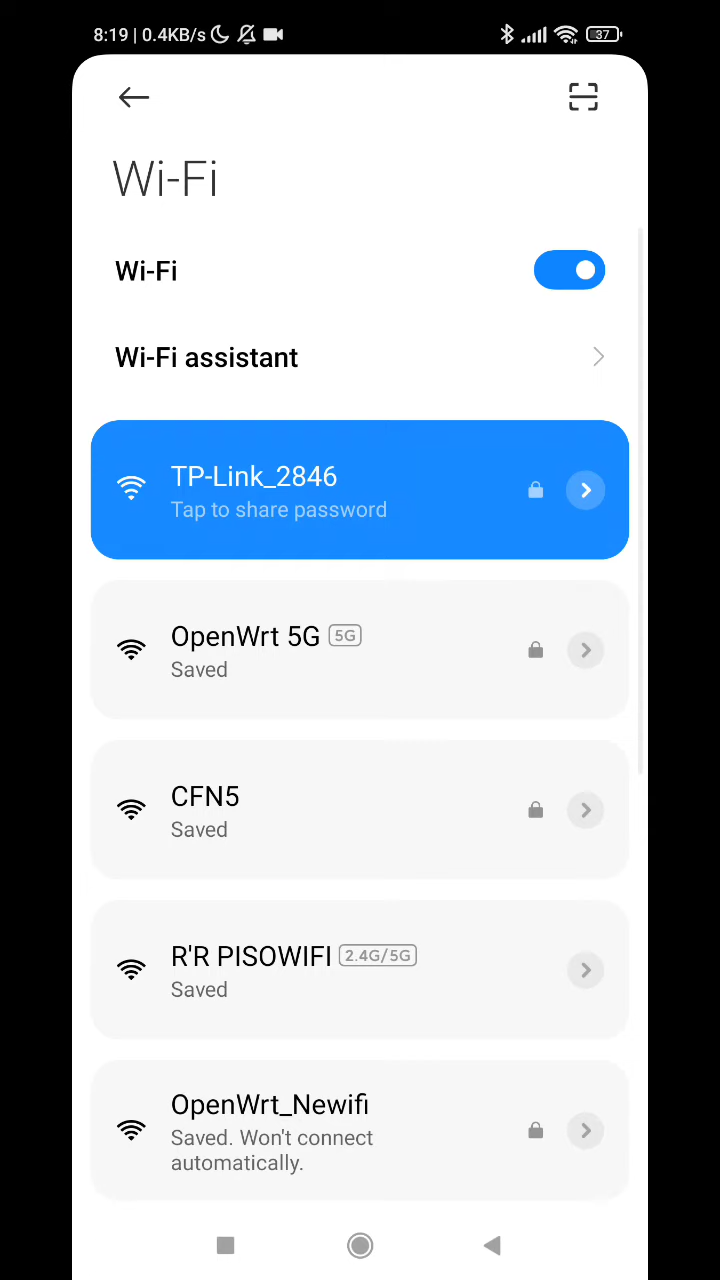 8:19 | 0.4KB/s 37
Wi-Fi
Wi-Fi
Wi-Fi assistant
TP-Link_2846
Tap to share password
OpenWrt 5G 5G
Saved
CFN5
Saved
R'R PISOWIFI 2.4G/5G
Saved
OpenWrt_Newifi
Saved. Won't connect
automatically.